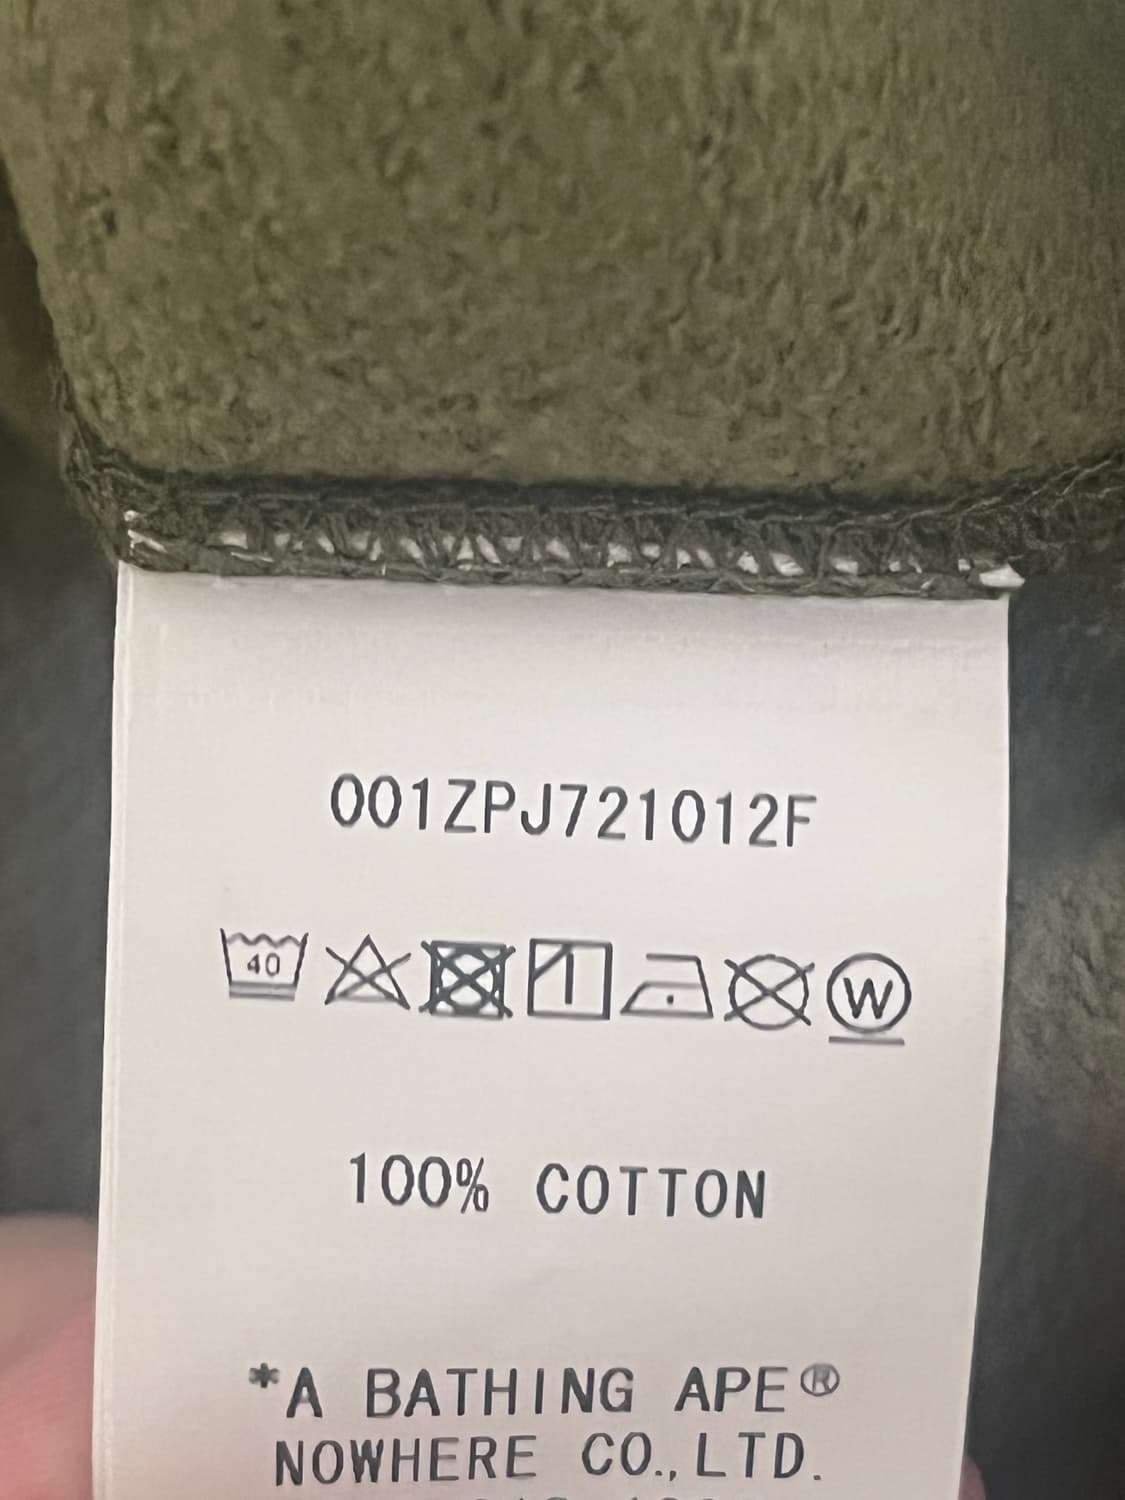 001ZPJ721012F
40
W
100% COTTON
*A BATHING APE®
NOWHERE CO.,LTD.